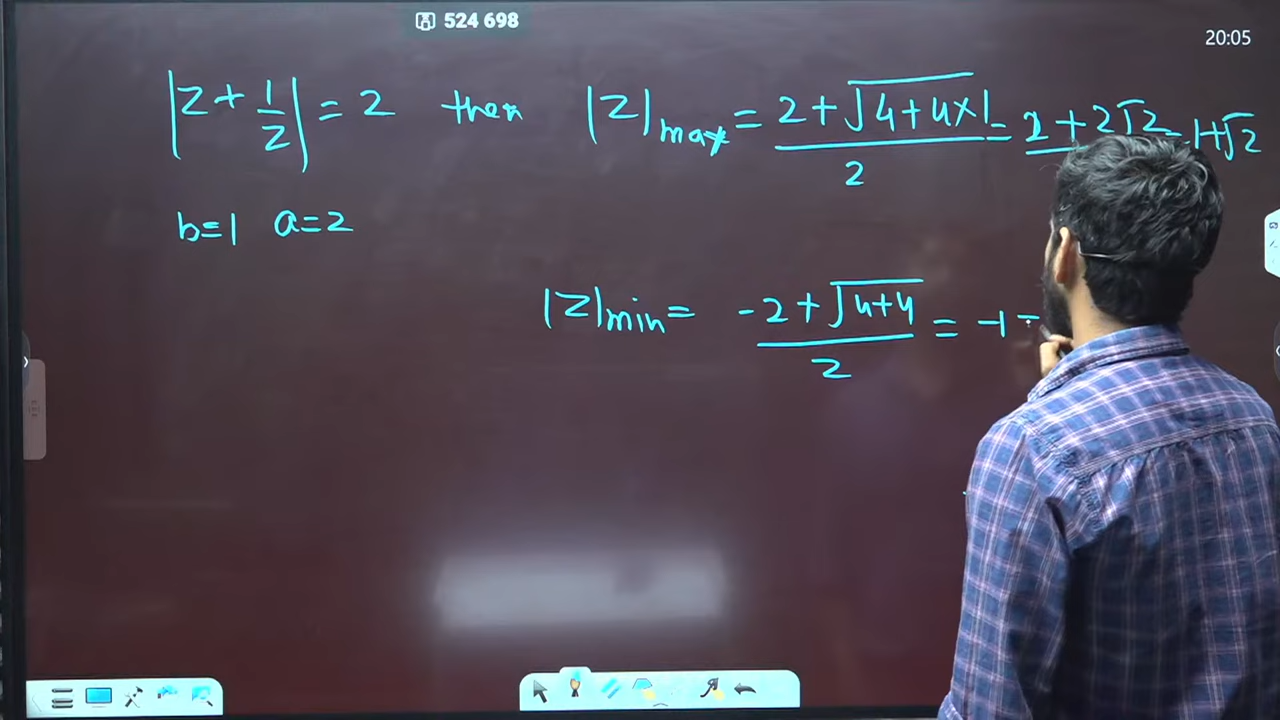 524 698
20:05
|z + 1/z| = 2 then |z|max = (2 + √(4+4×1))/2 = (2 + 2√2)/ = 1+√2
b=1 a=2
|z|min = (-2 + √(4+4))/2 = -1